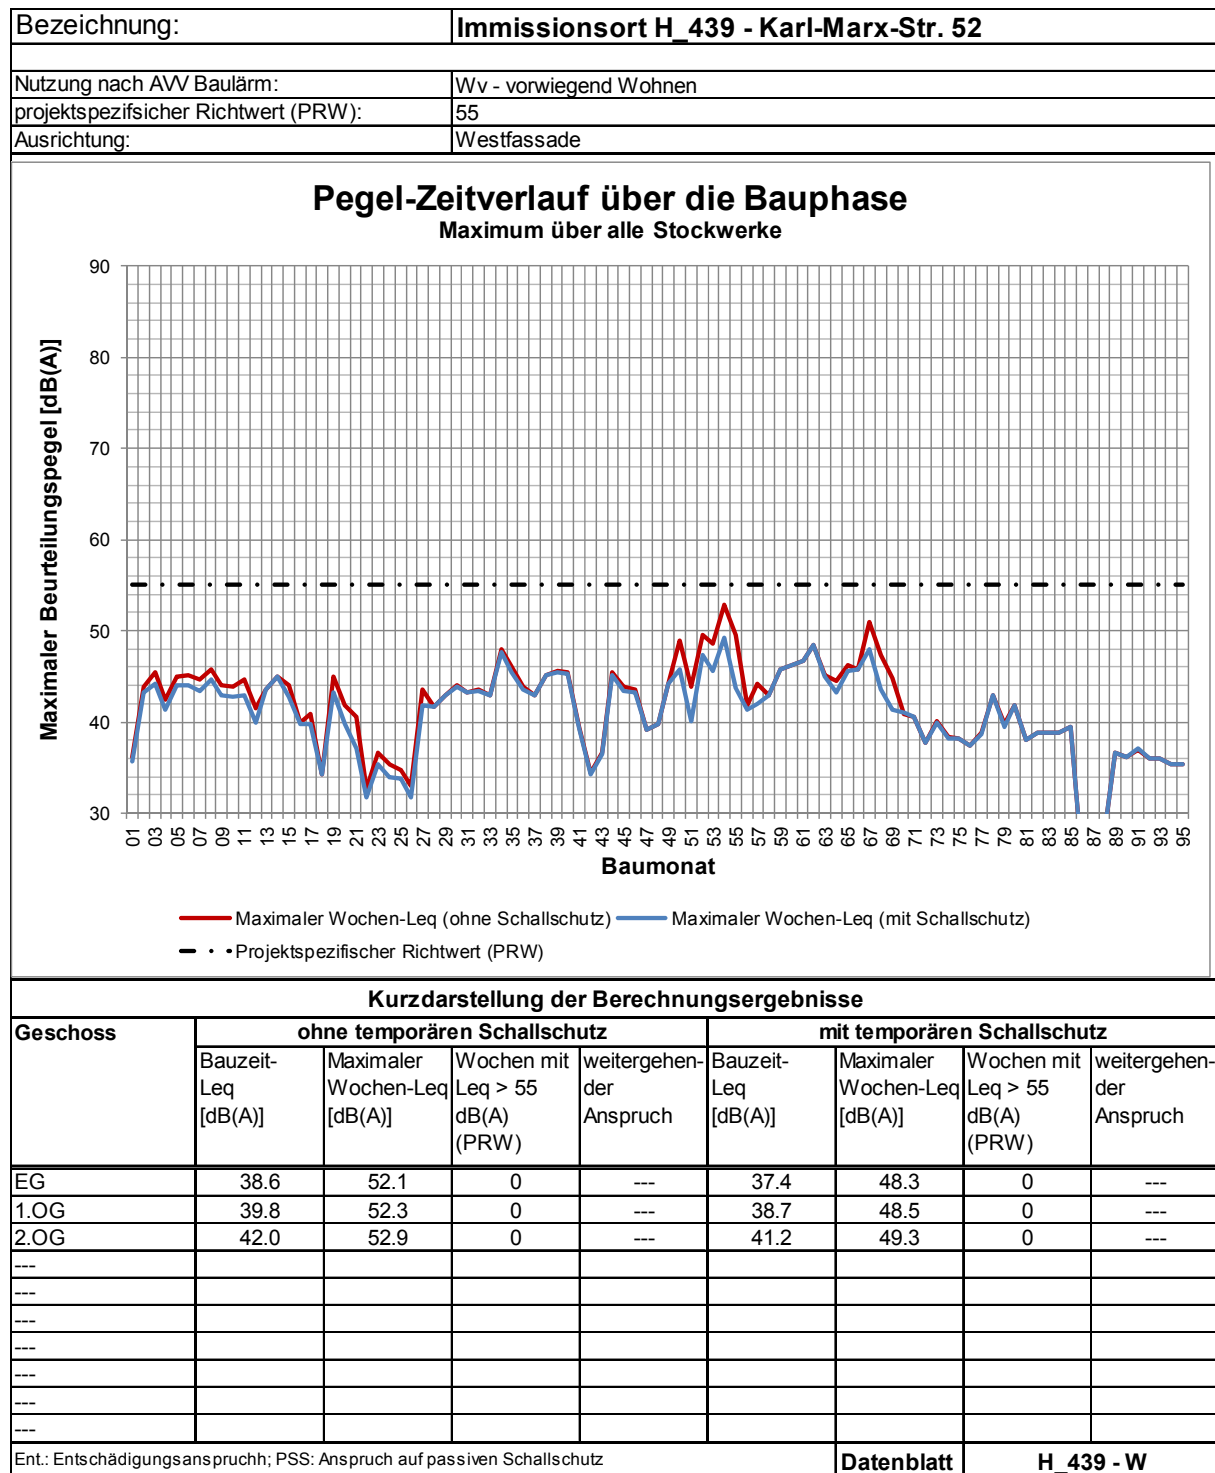 Bezeichnung: Immissionsort H_439 - Karl-Marx-Str. 52
Nutzung nach AVV Baulärm: Wv - vorwiegend Wohnen
projektspezifsicher Richtwert (PRW): 55
Ausrichtung: Westfassade
Pegel-Zeitverlauf über die Bauphase
Maximum über alle Stockwerke
Maximaler Beurteilungspegel [dB(A)]
90
80
70
60
50
40
30
01 03 05 07 09 11 13 15 17 19 21 23 25 27 29 31 33 35 37 39 41 43 45 47 49 51 53 55 57 59 61 63 65 67 69 71 73 75 77 79 81 83 85 87 89 91 93 95
Baumonat
Maximaler Wochen-Leq (ohne Schallschutz) Maximaler Wochen-Leq (mit Schallschutz)
Projektspezifischer Richtwert (PRW)
Kurzdarstellung der Berechnungsergebnisse
Geschoss ohne temporären Schallschutz mit temporären Schallschutz
Bauzeit- Maximaler Wochen mit weitergehen- Bauzeit- Maximaler Wochen mit weitergehen-
Leq Wochen-Leq Leq > 55 der Leq Wochen-Leq Leq > 55 der
[dB(A)] [dB(A)] dB(A) Anspruch [dB(A)] [dB(A)] dB(A) Anspruch
(PRW) (PRW)
EG 38.6 52.1 0 --- 37.4 48.3 0 ---
1.OG 39.8 52.3 0 --- 38.7 48.5 0 ---
2.OG 42.0 52.9 0 --- 41.2 49.3 0 ---
---
---
---
---
---
---
---
Ent.: Entschädigungsanspruchh; PSS: Anspruch auf passiven Schallschutz Datenblatt H_439 - W